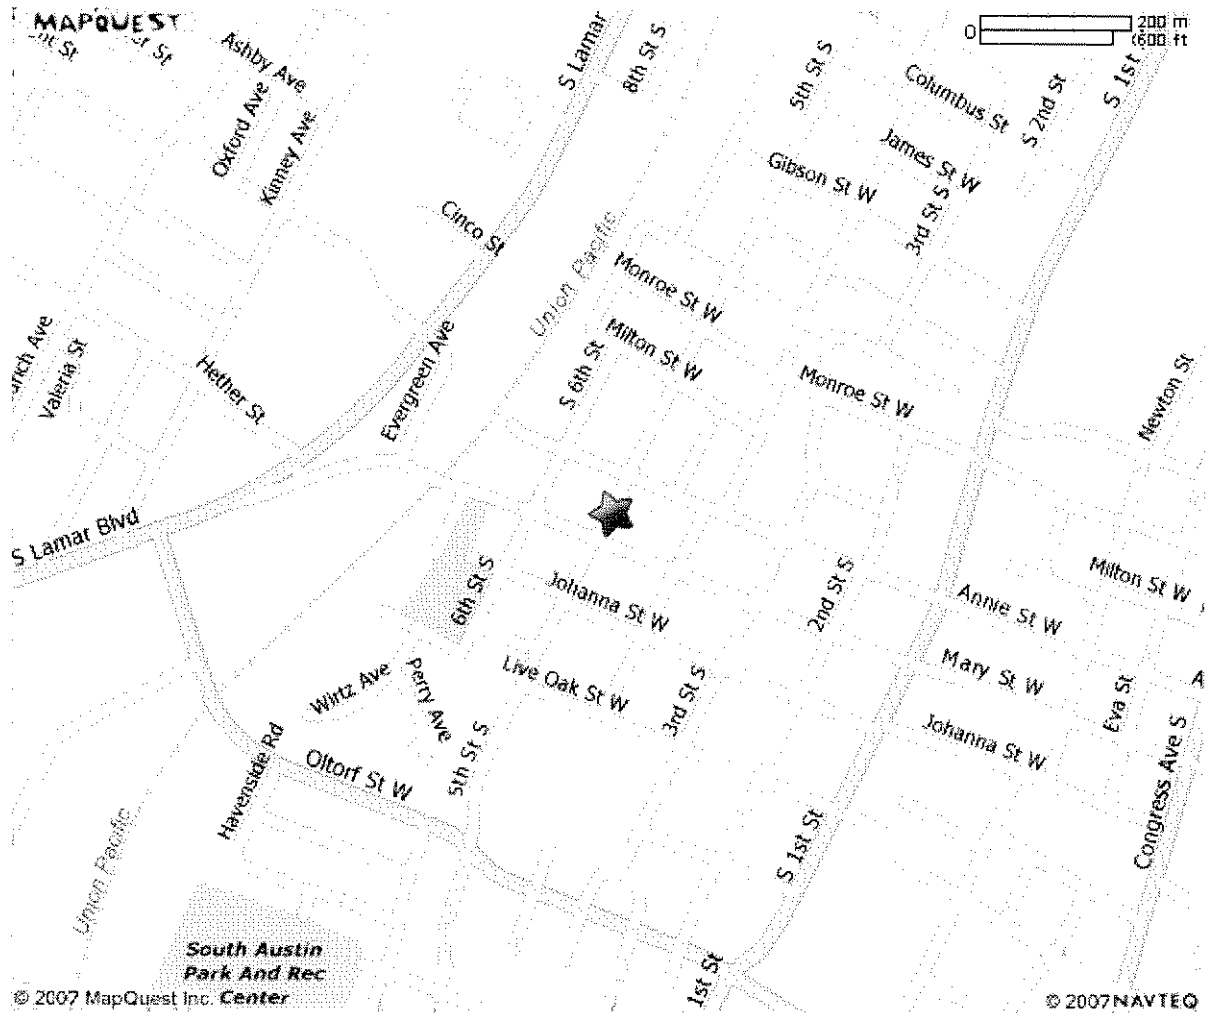 MAPQUEST
0
200 m
600 ft
Ashby Ave
Oxford Ave
Kinney Ave
S Lamar
8th St S
5th St S
Columbus St
S 2nd St
S 1st
James St W
Gibson St W
3rd St S
Cinco St
Union Pacific
Monroe St W
Milton St W
S 6th St
Monroe St W
Newton St
Valeria St
Hether St
Evergreen Ave
S Lamar Blvd
6th St S
Johanna St W
2nd St S
Milton St W
Annie St W
Mary St W
Wirtz Ave
Perry Ave
Live Oak St W
3rd St S
Eva St
Johanna St W
Havenside Rd
Oltorf St W
5th St S
Congress Ave S
Union Pacific
S 1st St
South Austin
Park And Rec
Center
1st St
© 2007 MapQuest Inc.
© 2007 NAVTEQ